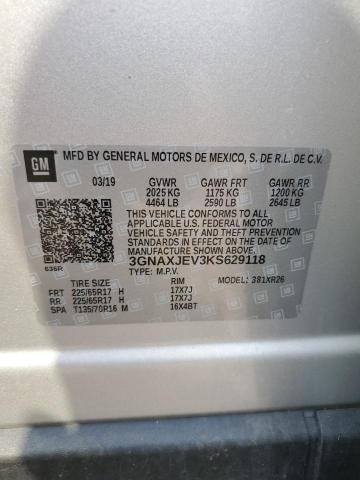 GM MFD BY GENERAL MOTORS DE MEXICO, S. DE R.L. DE C.V.
03/19 GVWR GAWR FRT GAWR RR
2025 KG 1175 KG 1200 KG
4464 LB 2590 LB 2645 LB
THIS VEHICLE CONFORMS TO ALL
APPLICABLE U.S. FEDERAL MOTOR
VEHICLE SAFETY AND THEFT PREVENTION
STANDARDS IN EFFECT ON THE DATE
OF MANUFACTURE SHOWN ABOVE.
3GNAXJEV3KS629118
636R TYPE: M.P.V. MODEL: 381XR26
TIRE SIZE RIM
FRT 225/65R17 H 17X7J
RR 225/65R17 H 17X7J
SPA T135/70R16 M 16X4BT